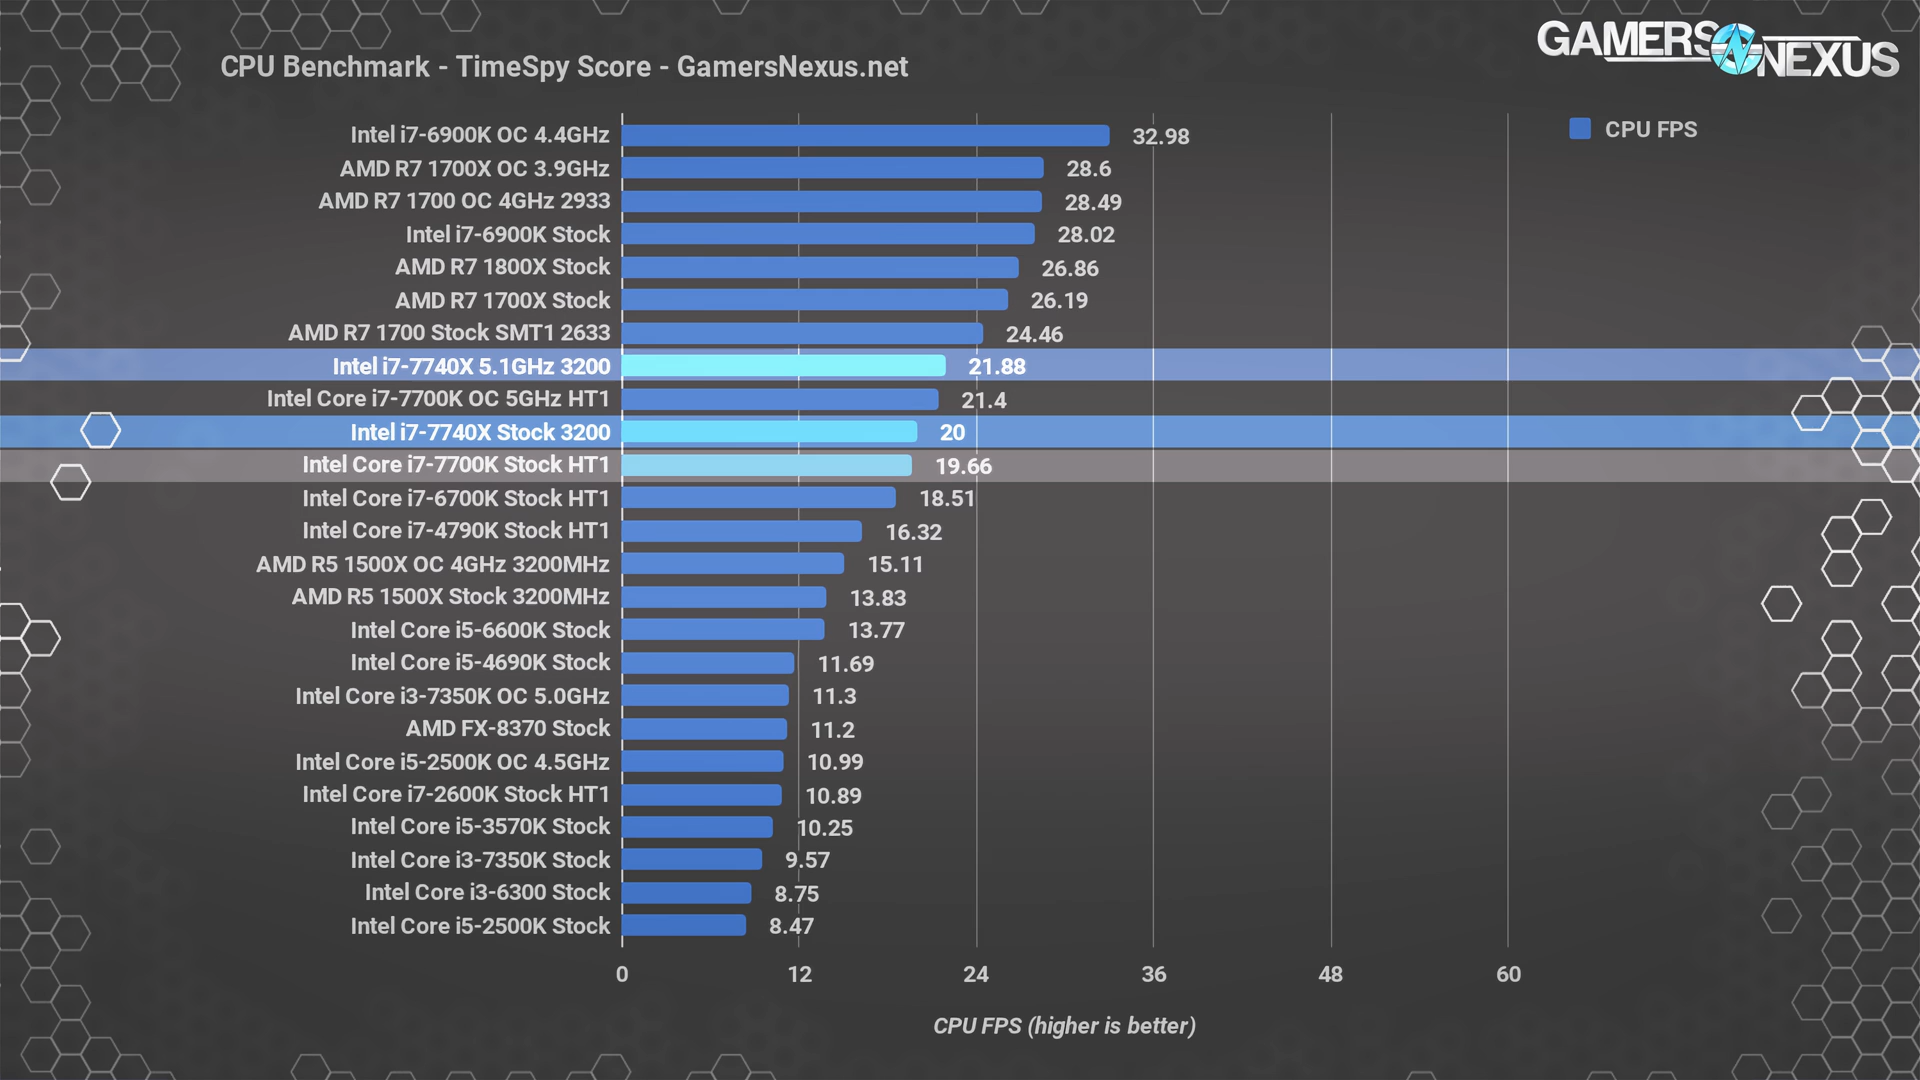 GAMERS NEXUS
CPU Benchmark - TimeSpy Score - GamersNexus.net
CPU FPS
Intel i7-6900K OC 4.4GHz 32.98
AMD R7 1700X OC 3.9GHz 28.6
AMD R7 1700 OC 4GHz 2933 28.49
Intel i7-6900K Stock 28.02
AMD R7 1800X Stock 26.86
AMD R7 1700X Stock 26.19
AMD R7 1700 Stock SMT1 2633 24.46
Intel i7-7740X 5.1GHz 3200 21.88
Intel Core i7-7700K OC 5GHz HT1 21.4
Intel i7-7740X Stock 3200 20
Intel Core i7-7700K Stock HT1 19.66
Intel Core i7-6700K Stock HT1 18.51
Intel Core i7-4790K Stock HT1 16.32
AMD R5 1500X OC 4GHz 3200MHz 15.11
AMD R5 1500X Stock 3200MHz 13.83
Intel Core i5-6600K Stock 13.77
Intel Core i5-4690K Stock 11.69
Intel Core i3-7350K OC 5.0GHz 11.3
AMD FX-8370 Stock 11.2
Intel Core i5-2500K OC 4.5GHz 10.99
Intel Core i7-2600K Stock HT1 10.89
Intel Core i5-3570K Stock 10.25
Intel Core i3-7350K Stock 9.57
Intel Core i3-6300 Stock 8.75
Intel Core i5-2500K Stock 8.47
0 12 24 36 48 60
CPU FPS (higher is better)